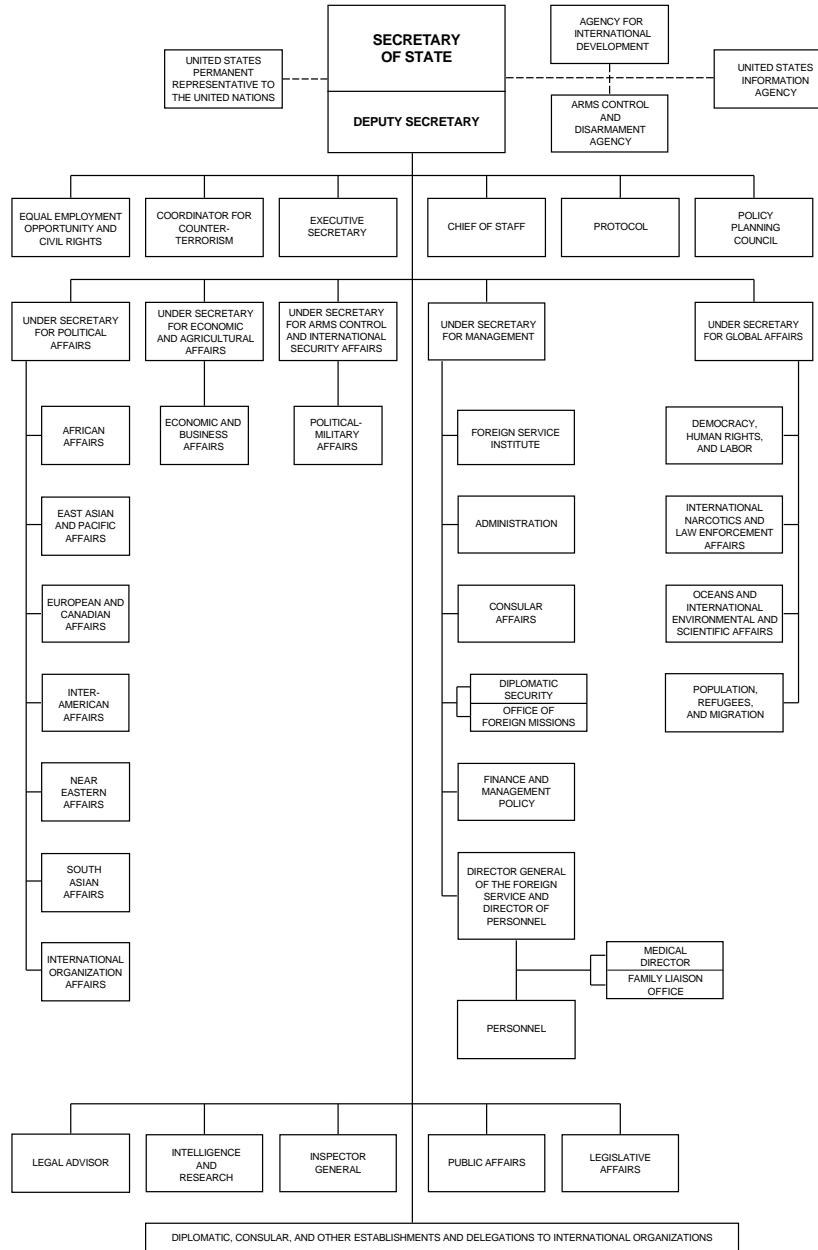 SECRETARY
OF STATE
DEPUTY SECRETARY
UNITED STATES
PERMANENT
REPRESENTATIVE TO
THE UNITED NATIONS
AGENCY FOR
INTERNATIONAL
DEVELOPMENT
ARMS CONTROL
AND
DISARMAMENT
AGENCY
UNITED STATES
INFORMATION
AGENCY
EQUAL EMPLOYMENT
OPPORTUNITY AND
CIVIL RIGHTS
COORDINATOR FOR
COUNTER-
TERRORISM
EXECUTIVE
SECRETARY
CHIEF OF STAFF
PROTOCOL
POLICY
PLANNING
COUNCIL
UNDER SECRETARY
FOR POLITICAL
AFFAIRS
UNDER SECRETARY
FOR ECONOMIC
AND AGRICULTURAL
AFFAIRS
UNDER SECRETARY
FOR ARMS CONTROL
AND INTERNATIONAL
SECURITY AFFAIRS
UNDER SECRETARY
FOR MANAGEMENT
UNDER SECRETARY
FOR GLOBAL AFFAIRS
AFRICAN
AFFAIRS
EAST ASIAN
AND PACIFIC
AFFAIRS
EUROPEAN AND
CANADIAN
AFFAIRS
INTER-
AMERICAN
AFFAIRS
NEAR
EASTERN
AFFAIRS
SOUTH
ASIAN
AFFAIRS
INTERNATIONAL
ORGANIZATION
AFFAIRS
ECONOMIC AND
BUSINESS
AFFAIRS
POLITICAL-
MILITARY
AFFAIRS
FOREIGN SERVICE
INSTITUTE
ADMINISTRATION
CONSULAR
AFFAIRS
DIPLOMATIC
SECURITY
OFFICE OF
FOREIGN MISSIONS
FINANCE AND
MANAGEMENT
POLICY
DIRECTOR GENERAL
OF THE FOREIGN
SERVICE AND
DIRECTOR OF
PERSONNEL
MEDICAL
DIRECTOR
FAMILY LIAISON
OFFICE
PERSONNEL
DEMOCRACY,
HUMAN RIGHTS,
AND LABOR
INTERNATIONAL
NARCOTICS AND
LAW ENFORCEMENT
AFFAIRS
OCEANS AND
INTERNATIONAL
ENVIRONMENTAL AND
SCIENTIFIC AFFAIRS
POPULATION,
REFUGEES,
AND MIGRATION
LEGAL ADVISOR
INTELLIGENCE
AND
RESEARCH
INSPECTOR
GENERAL
PUBLIC AFFAIRS
LEGISLATIVE
AFFAIRS
DIPLOMATIC, CONSULAR, AND OTHER ESTABLISHMENTS AND DELEGATIONS TO INTERNATIONAL ORGANIZATIONS